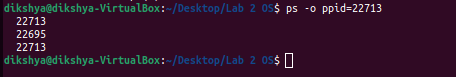 dikshya@dikshya-VirtualBox:~/Desktop/Lab 2 OS$ ps -o ppid=22713
22713
22695
22713
dikshya@dikshya-VirtualBox:~/Desktop/Lab 2 OS$